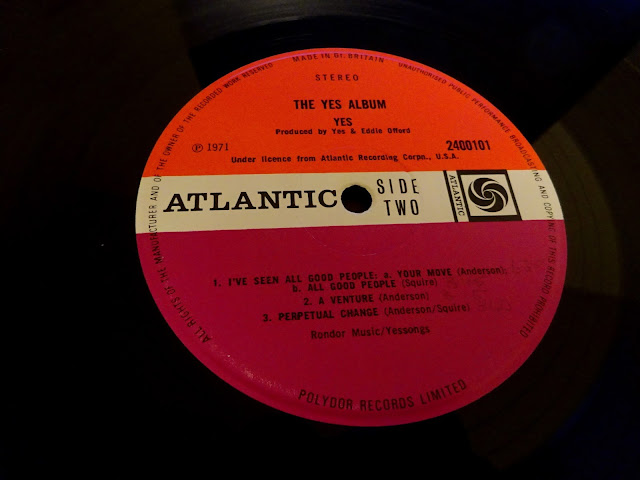 MADE IN Gt. BRITAIN
ALL RIGHTS OF THE MANUFACTURER AND OF THE OWNER OF THE RECORDED WORK RESERVED
UNAUTHORISED PUBLIC PERFORMANCE BROADCASTING AND COPYING OF THIS RECORD PROHIBITED
STEREO
THE YES ALBUM
YES
Produced by Yes & Eddie Offord
℗ 1971
2400101
Under licence from Atlantic Recording Corpn., U.S.A.
ATLANTIC
SIDE
TWO
ATLANTIC
1. I'VE SEEN ALL GOOD PEOPLE: a. YOUR MOVE (Anderson)
b. ALL GOOD PEOPLE (Squire)
2. A VENTURE (Anderson)
3. PERPETUAL CHANGE (Anderson/Squire)
Rondor Music/Yessongs
POLYDOR RECORDS LIMITED